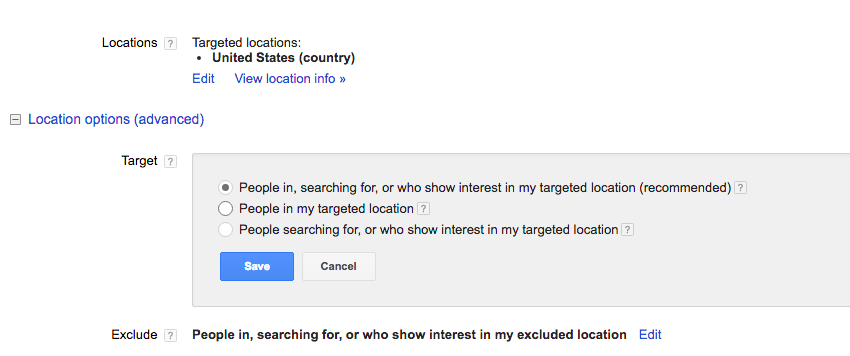 Locations ? Targeted locations:
• United States (country)
Edit View location info »
Location options (advanced)
Target ?
People in, searching for, or who show interest in my targeted location (recommended) ?
People in my targeted location ?
People searching for, or who show interest in my targeted location ?
Save Cancel
Exclude ? People in, searching for, or who show interest in my excluded location Edit